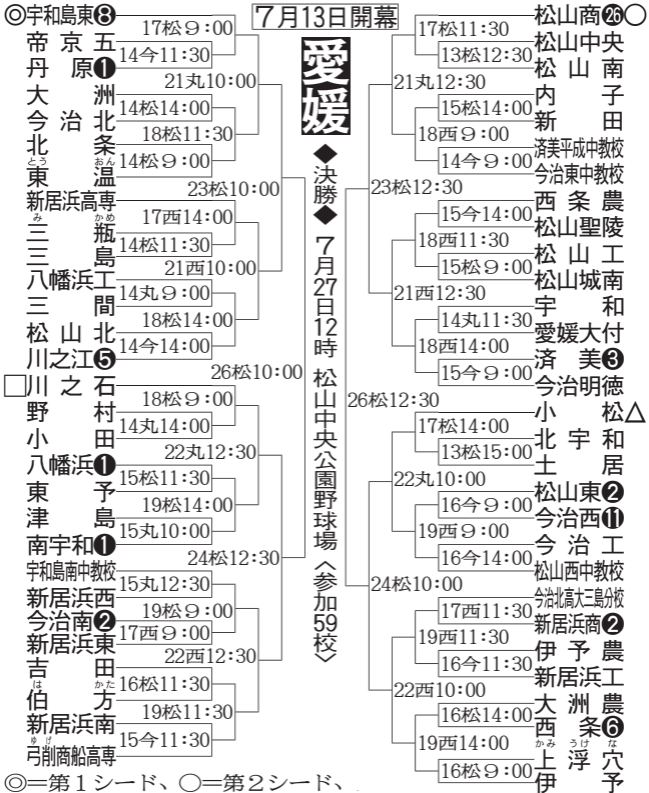 7月13日開幕
愛媛
◆決勝◆ 7月27日12時 松山中央公園野球場〈参加59校〉
◎宇和島東❽
帝京五
丹原❶
大洲
今治北
北条
東温
とう おん
新居浜高専
三瓶
み かめ
三島
八幡浜工
三間
松山北
川之江❺
□川之石
野村
小田
八幡浜❶
東予
津島
南宇和❶
宇和島南中教校
新居浜西
今治南❷
新居浜東
吉田
伯方
は かた
新居浜南
弓削商船高専
ゆ げ
17松9:00
14今11:30
21丸10:00
14松14:00
18松11:30
14松9:00
23松10:00
17西14:00
14松11:30
21西10:00
14丸9:00
18松14:00
14今14:00
26松10:00
18松9:00
14丸14:00
22丸12:30
15松11:30
19松14:00
15丸10:00
24松12:30
15丸12:30
19松9:00
17西9:00
22西12:30
16松11:30
19松11:30
15今11:30
松山商㉖○
松山中央
松山南
内子
新田
済美平成中教校
今治東中教校
西条農
松山聖陵
松山工
松山城南
宇和
愛媛大付
済美❸
今治明徳
小松△
北宇和
土居
松山東❷
今治西⓫
今治工
松山西中教校
今治北高大三島分校
新居浜商❷
伊予農
新居浜工
大洲農
西条❻
上浮穴
かみ うけ な
伊予
17松11:30
13松12:30
21丸12:30
15松14:00
18西9:00
14今9:00
23松12:30
15今14:00
18西11:30
15松9:00
21西12:30
14丸11:30
18西14:00
15今9:00
26松12:30
17松14:00
13松15:00
22丸10:00
16今9:00
19西9:00
16今14:00
24松10:00
17西11:30
19西11:30
16今11:30
22西10:00
16松14:00
19西14:00
16松9:00
◎=第1シード、○=第2シード、